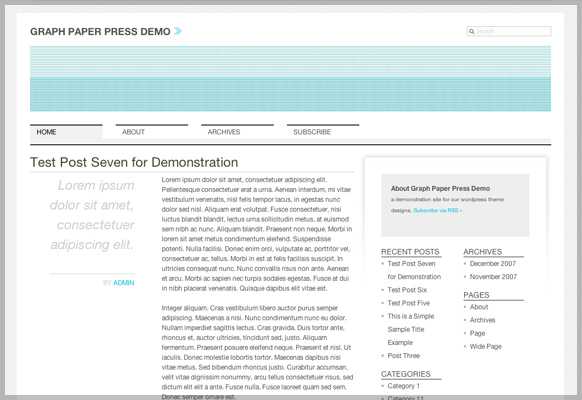 GRAPH PAPER PRESS DEMO
Search
HOME
ABOUT
ARCHIVES
SUBSCRIBE
Test Post Seven for Demonstration
Lorem ipsum
dolor sit amet,
consectetuer
adipiscing elit.
BY ADMIN
Lorem ipsum dolor sit amet, consectetuer adipiscing elit.
Pellentesque consectetuer erat a urna. Aenean interdum, mi vitae
vestibulum venenatis, nisl felis tempor lacus, in egestas nunc
dolor sed nisl. Aliquam erat volutpat. Fusce consectetuer, nisi
luctus blandit blandit, lectus urna sollicitudin metus, at euismod
sem nibh ac nunc. Aliquam blandit. Praesent non neque. Morbi in
lorem sit amet metus condimentum eleifend. Suspendisse
potenti. Nulla facilisi. Donec enim orci, vulputate ac, porttitor vel,
consectetuer ac, tellus. Morbi in est at felis facilisis suscipit. In
ultricies consequat nunc. Nunc convallis risus non ante. Aenean
et arcu. Morbi ac sapien nec turpis sodales egestas. Fusce at dui
in nibh placerat venenatis. Quisque dapibus elit vitae est.
Integer aliquam. Cras vestibulum libero auctor purus semper
adipiscing. Maecenas a nisi. Nunc condimentum nunc eu dolor.
Nullam imperdiet sagittis lectus. Cras gravida. Duis tortor ante,
rhoncus et, auctor ultricies, tincidunt sed, justo. Aliquam
fermentum. Praesent posuere eleifend neque. Praesent et nisl. Ut
iaculis. Donec molestie lobortis tortor. Maecenas dapibus nisi
vitae metus. Sed bibendum rhoncus justo. Curabitur accumsan,
velit vitae dignissim nonummy, arcu tellus consectetuer risus, sed
dictum elit elit a ante. Fusce nulla, Fusce laoreet quam sed sem.
Donec semper ornare est.
About Graph Paper Press Demo
a demonstration site for our wordpress theme
designs. Subscribe via RSS »
RECENT POSTS
Test Post Seven
for Demonstration
Test Post Six
Test Post Five
This is a Simple
Sample Title
Example
Post Three
CATEGORIES
Category 1
Category 11
ARCHIVES
December 2007
November 2007
PAGES
About
Archives
Page
Wide Page